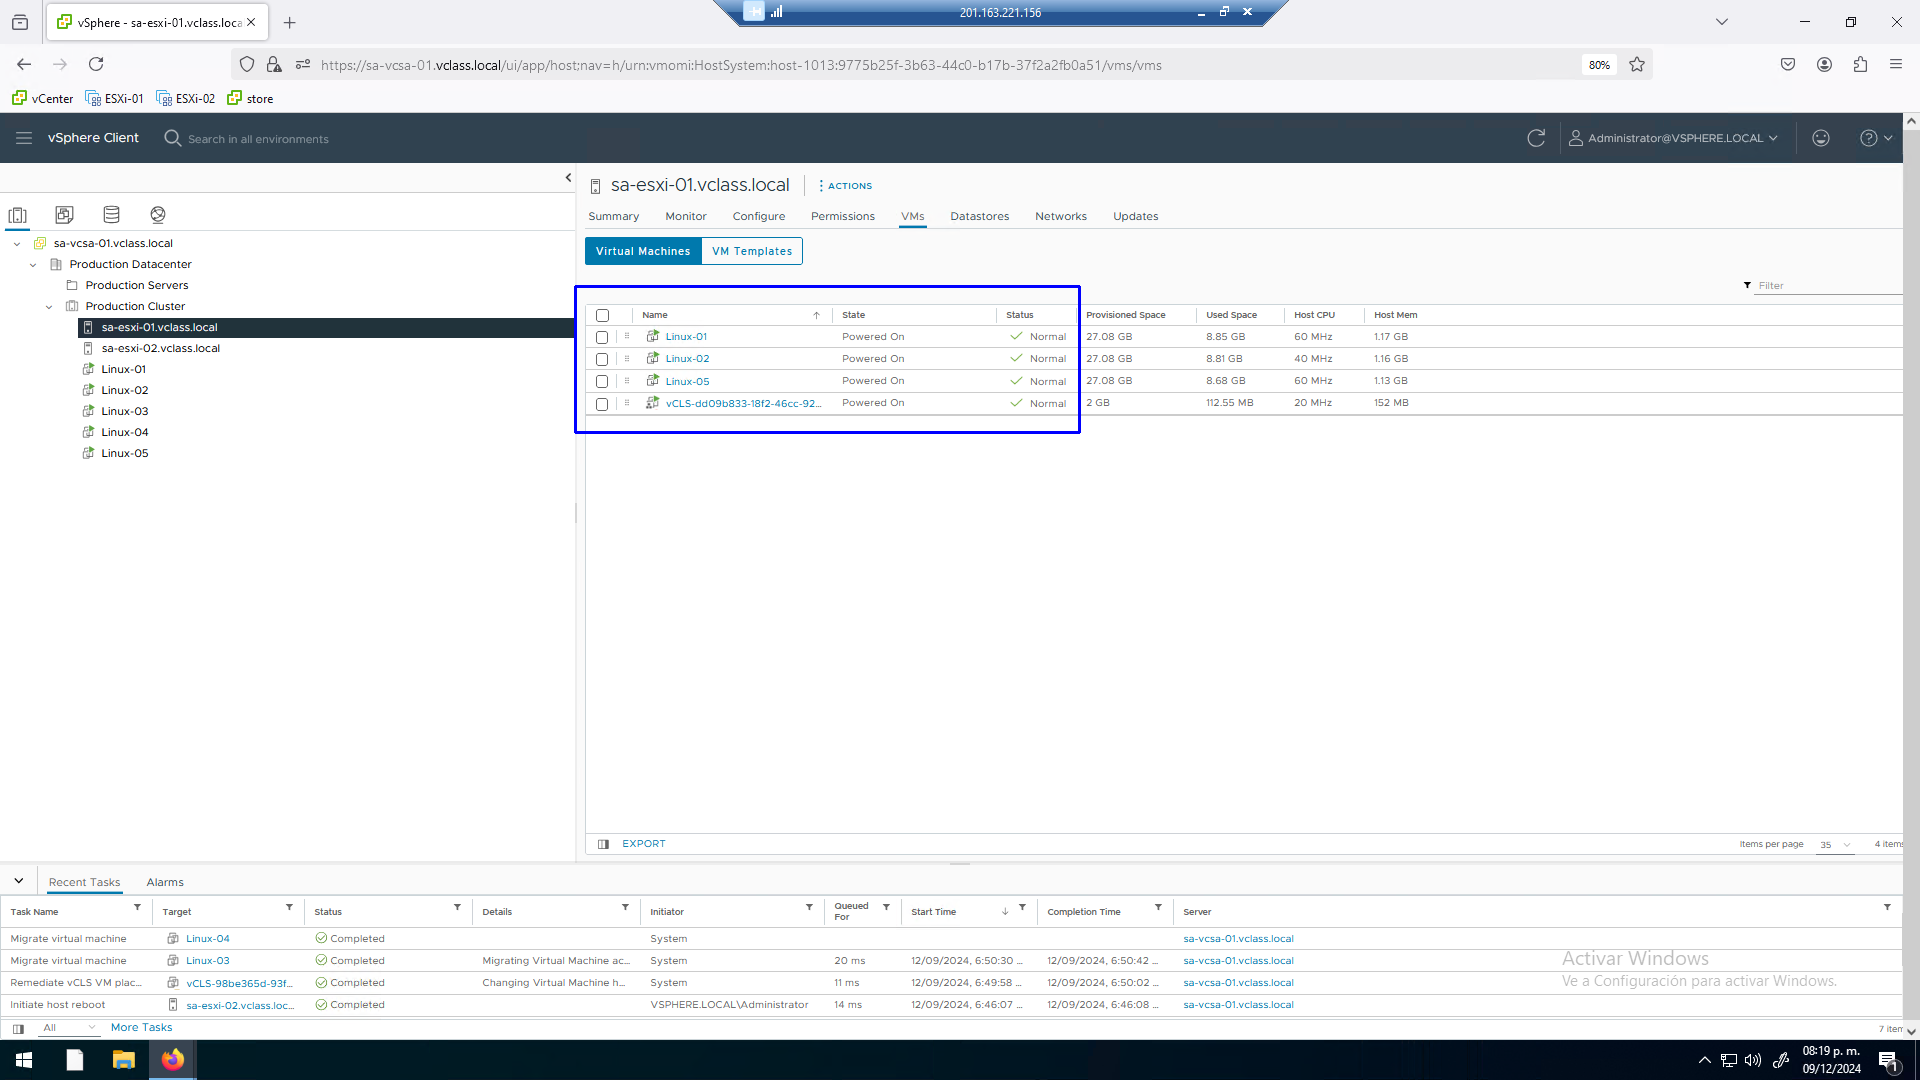 vSphere - sa-esxi-01.vclass.loca
201.163.221.156
https://sa-vcsa-01.vclass.local/ui/app/host;nav=h/urn:vmomi:HostSystem:host-1013:9775b25f-3b63-44c0-b17b-37f2a2fb0a51/vms/vms
80%
vCenter ESXi-01 ESXi-02 store
vSphere Client Search in all environments Administrator@VSPHERE.LOCAL
sa-esxi-01.vclass.local ACTIONS
Summary Monitor Configure Permissions VMs Datastores Networks Updates
Virtual Machines VM Templates
sa-vcsa-01.vclass.local
Production Datacenter
Production Servers
Production Cluster
sa-esxi-01.vclass.local
sa-esxi-02.vclass.local
Linux-01
Linux-02
Linux-03
Linux-04
Linux-05
Filter
Name State Status Provisioned Space Used Space Host CPU Host Mem
Linux-01 Powered On Normal 27.08 GB 8.85 GB 60 MHz 1.17 GB
Linux-02 Powered On Normal 27.08 GB 8.81 GB 40 MHz 1.16 GB
Linux-05 Powered On Normal 27.08 GB 8.68 GB 60 MHz 1.13 GB
vCLS-dd09b833-18f2-46cc-92... Powered On Normal 2 GB 112.55 MB 20 MHz 152 MB
EXPORT Items per page 35 4 items
Recent Tasks Alarms
Task Name Target Status Details Initiator Queued For Start Time Completion Time Server
Migrate virtual machine Linux-04 Completed System sa-vcsa-01.vclass.local
Migrate virtual machine Linux-03 Completed Migrating Virtual Machine ac... System 20 ms 12/09/2024, 6:50:30 ... 12/09/2024, 6:50:42 ... sa-vcsa-01.vclass.local
Remediate vCLS VM plac... vCLS-98be365d-93f... Completed Changing Virtual Machine h... System 11 ms 12/09/2024, 6:49:58 ... 12/09/2024, 6:50:02 ... sa-vcsa-01.vclass.local
Initiate host reboot sa-esxi-02.vclass.loc... Completed VSPHERE.LOCAL\Administrator 14 ms 12/09/2024, 6:46:07 ... 12/09/2024, 6:46:08 ... sa-vcsa-01.vclass.local
All More Tasks 7 item
Activar Windows
Ve a Configuración para activar Windows.
08:19 p. m.
09/12/2024
1